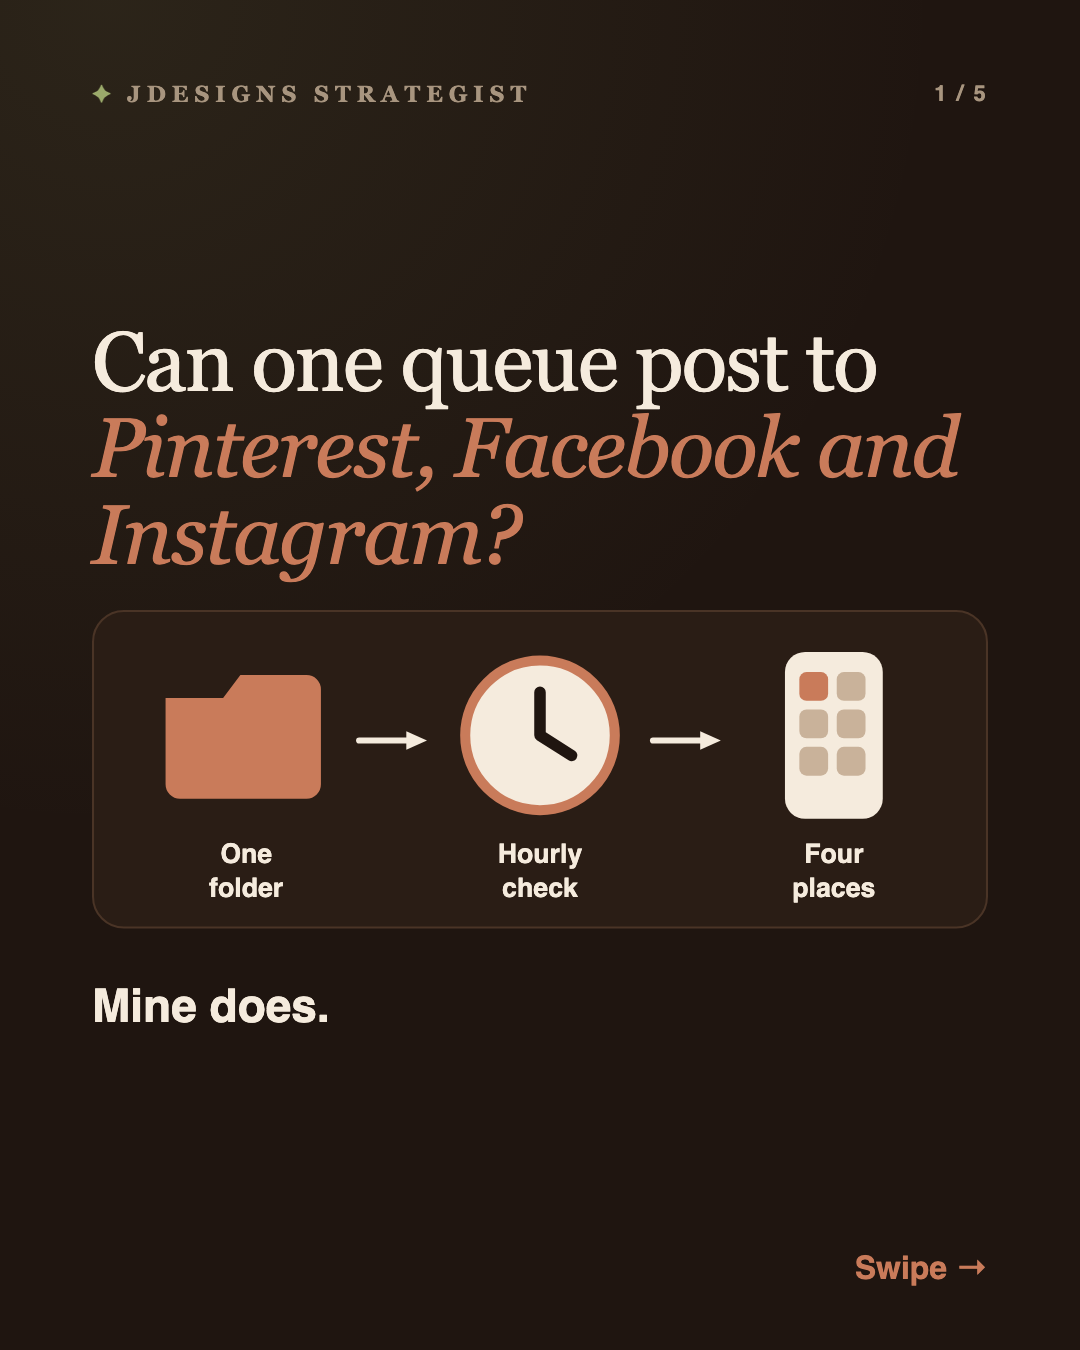 ✦ JDESIGNS STRATEGIST
1 / 5
Can one queue post to
Pinterest, Facebook and
Instagram?
One
folder
Hourly
check
Four
places
Mine does.
Swipe →